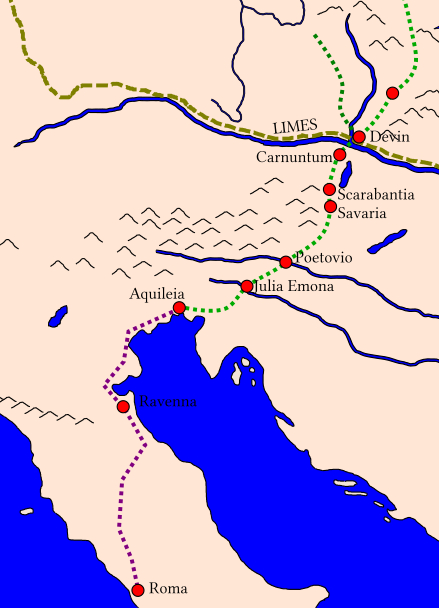 LIMES
Devin
Carnuntum
Scarabantia
Savaria
Poetovio
Julia Emona
Aquileia
Ravenna
Roma